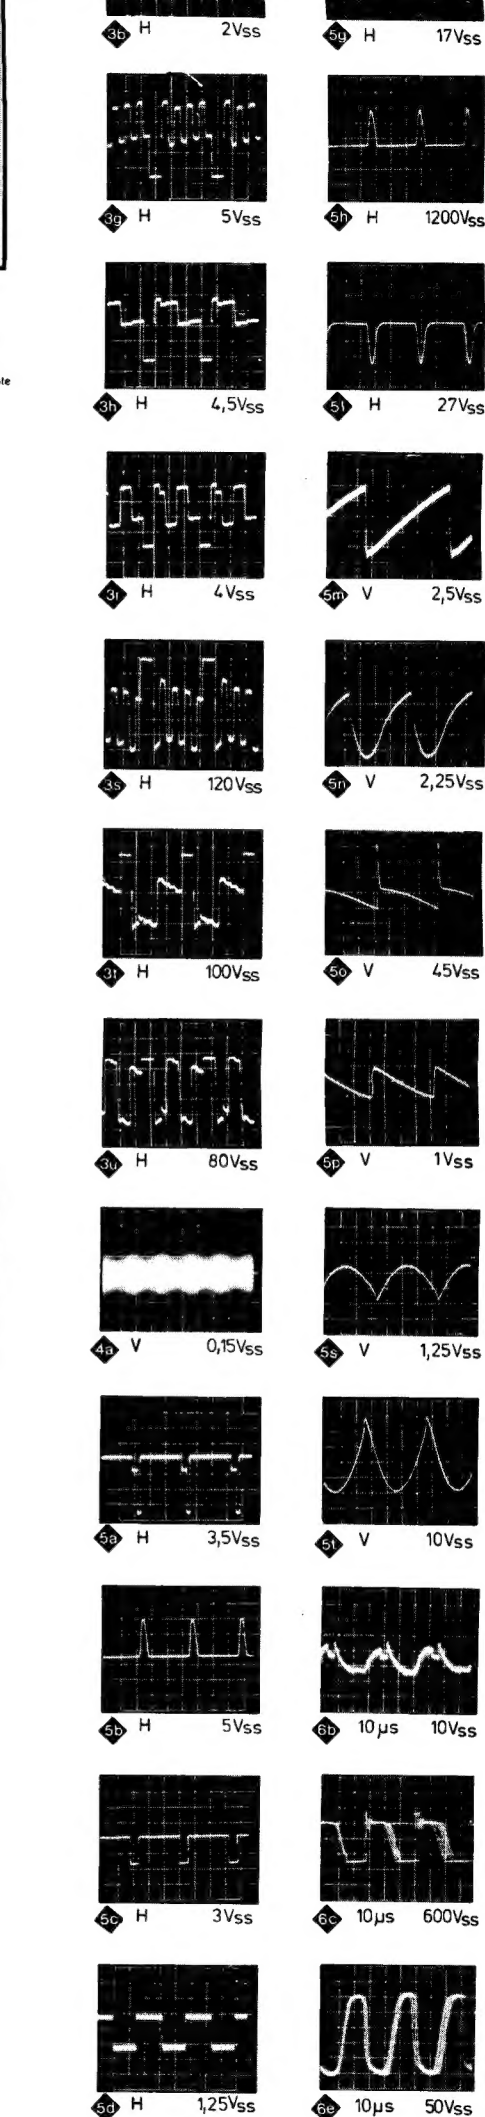 3b H 2Vss
5g H 17Vss
3g H 5Vss
5h H 1200Vss
3h H 4,5Vss
5l H 27Vss
3r H 4Vss
5m V 2,5Vss
3s H 120Vss
5n V 2,25Vss
3t H 100Vss
5o V 45Vss
3u H 80Vss
5p V 1Vss
4a V 0,15Vss
5s V 1,25Vss
5a H 3,5Vss
5t V 10Vss
5b H 5Vss
6b 10µs 10Vss
5c H 3Vss
6c 10µs 600Vss
5d H 1,25Vss
6e 10µs 50Vss